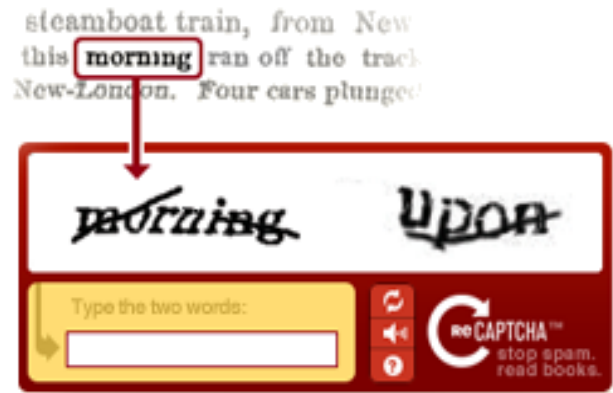 steamboat train, from New
this morning ran off the track
New-London. Four cars plunged
morning upon
Type the two words:
reCAPTCHA™
stop spam.
read books.